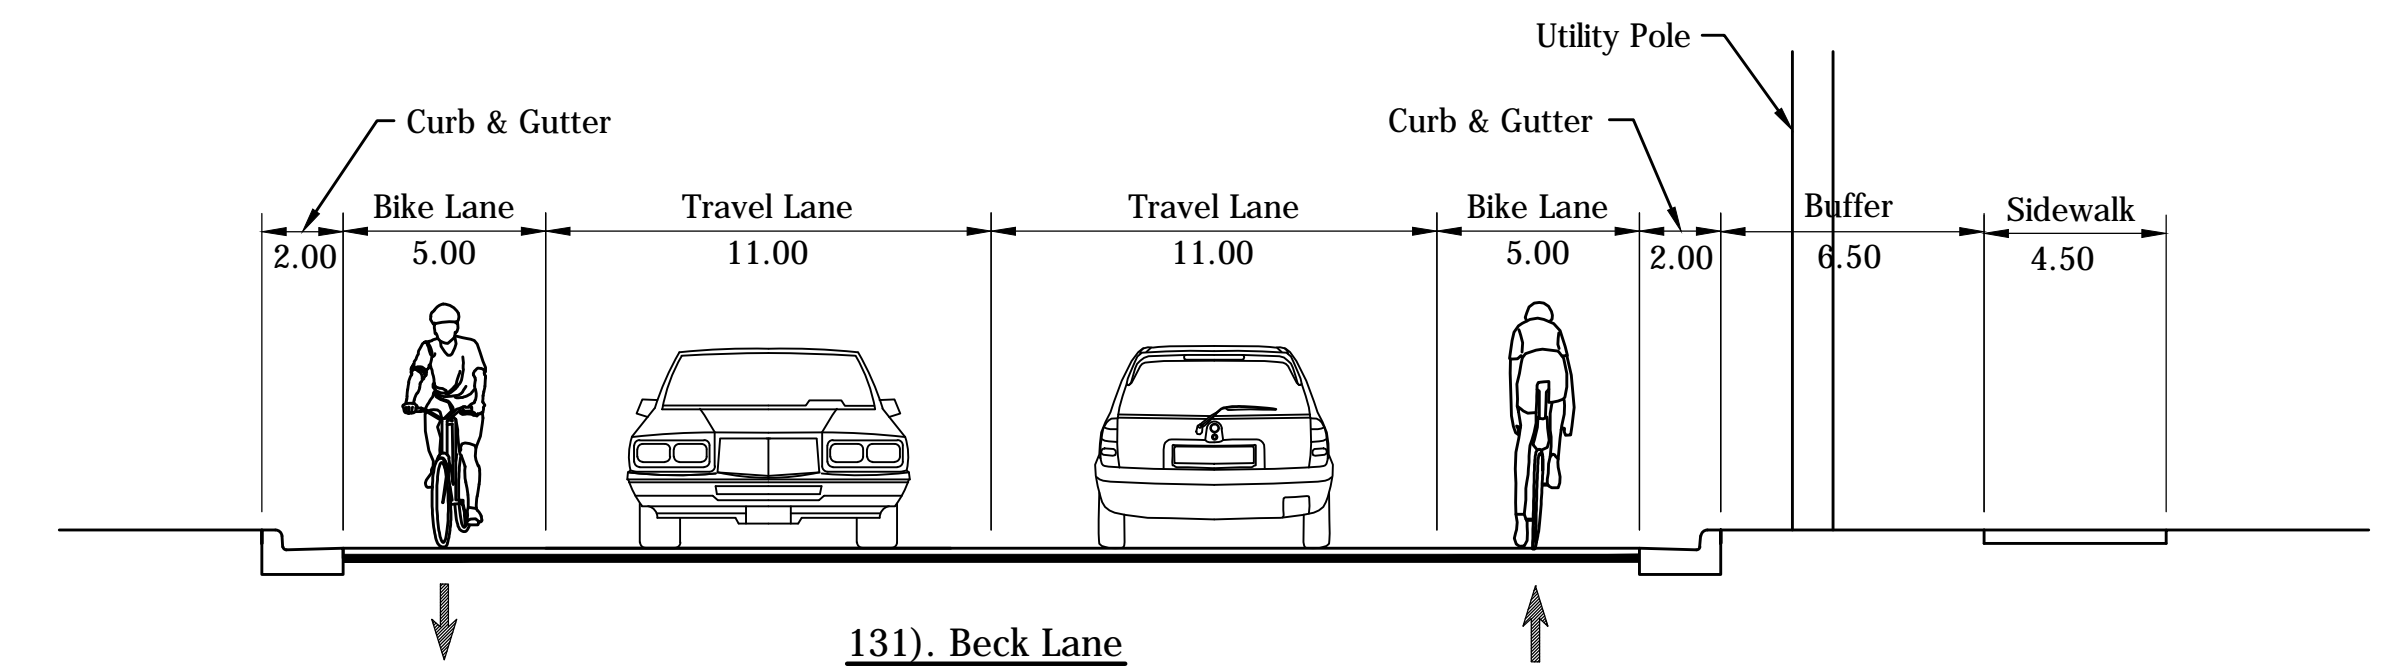 Utility Pole
Curb & Gutter
Curb & Gutter
Bike Lane
Travel Lane
Travel Lane
Bike Lane
Buffer
Sidewalk
2.00
5.00
11.00
11.00
5.00
2.00
6.50
4.50
131). Beck Lane